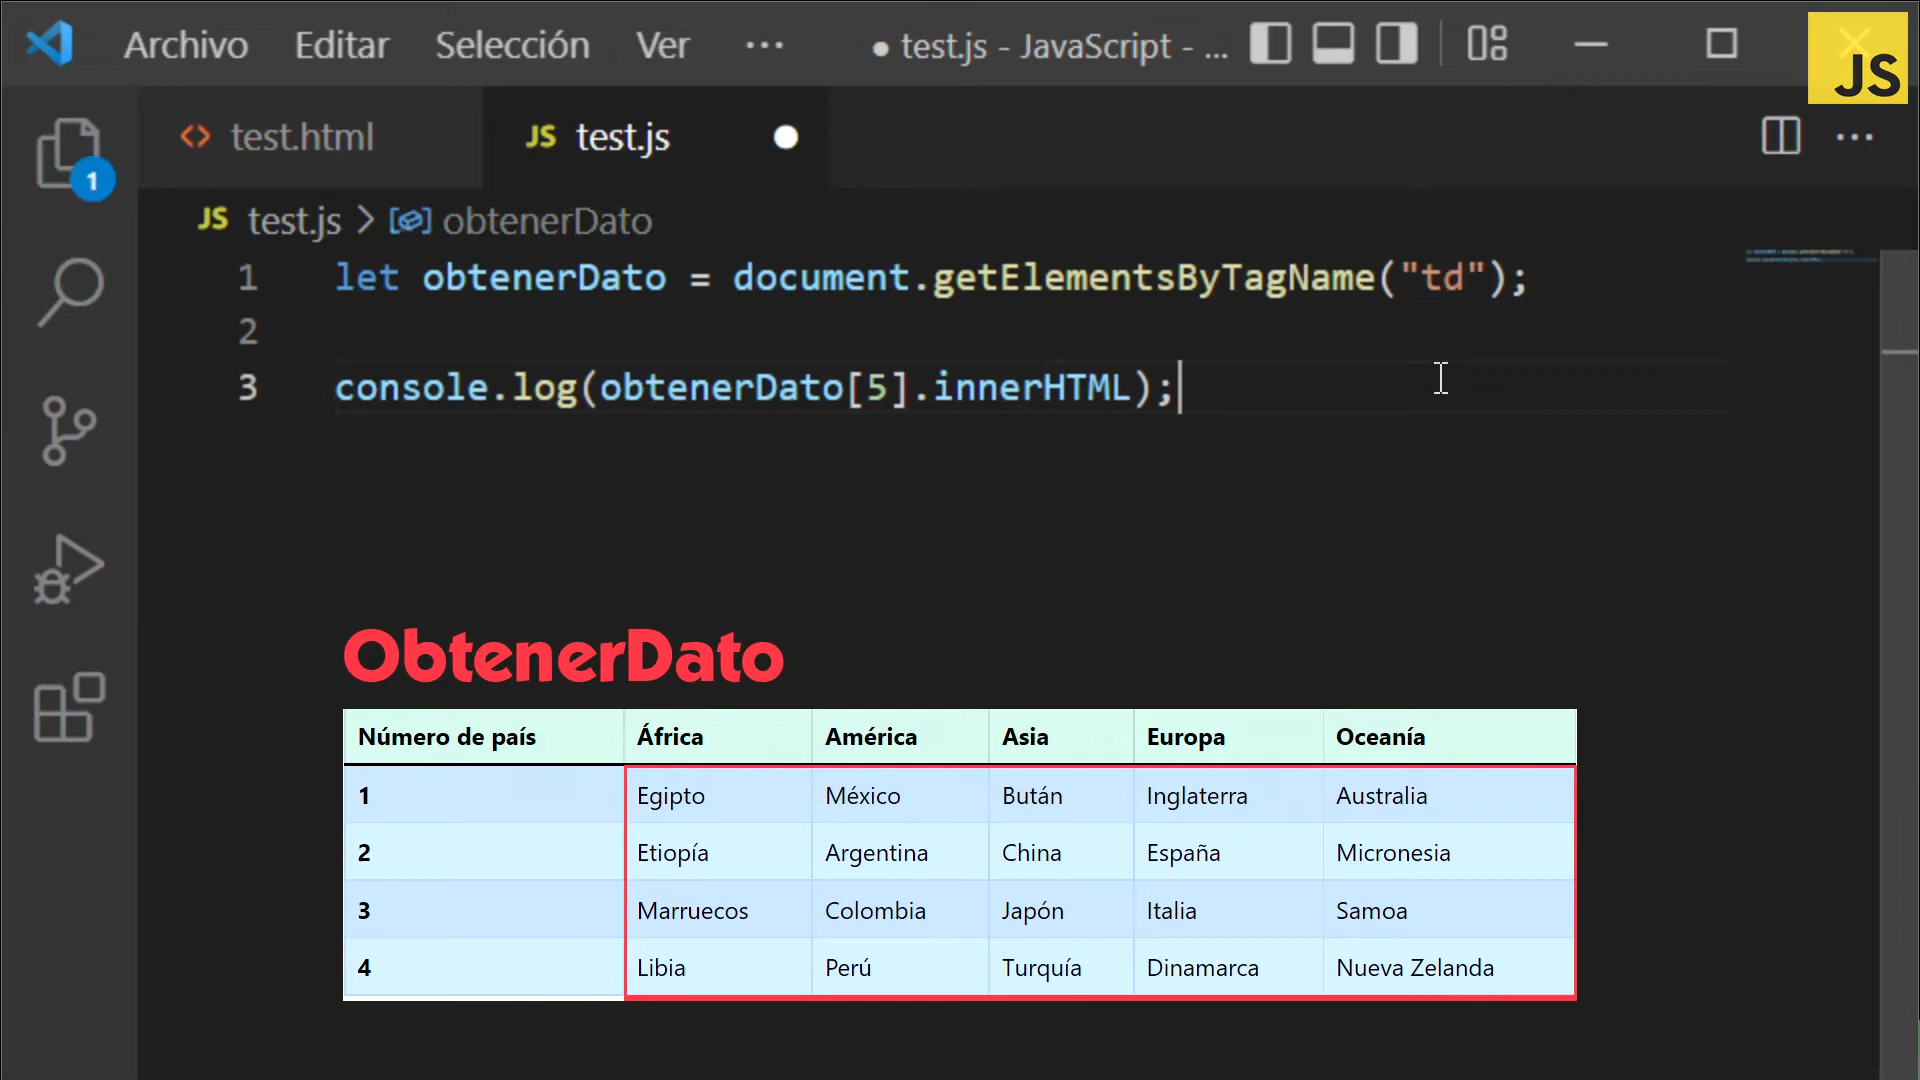 Archivo Editar Selección Ver ··· ● test.js - JavaScript - ...
JS
test.html JS test.js ● ···
1
JS test.js > obtenerDato
1 let obtenerDato = document.getElementsByTagName("td");
2
3 console.log(obtenerDato[5].innerHTML);
ObtenerDato
Número de país África América Asia Europa Oceanía
1 Egipto México Bután Inglaterra Australia
2 Etiopía Argentina China España Micronesia
3 Marruecos Colombia Japón Italia Samoa
4 Libia Perú Turquía Dinamarca Nueva Zelanda